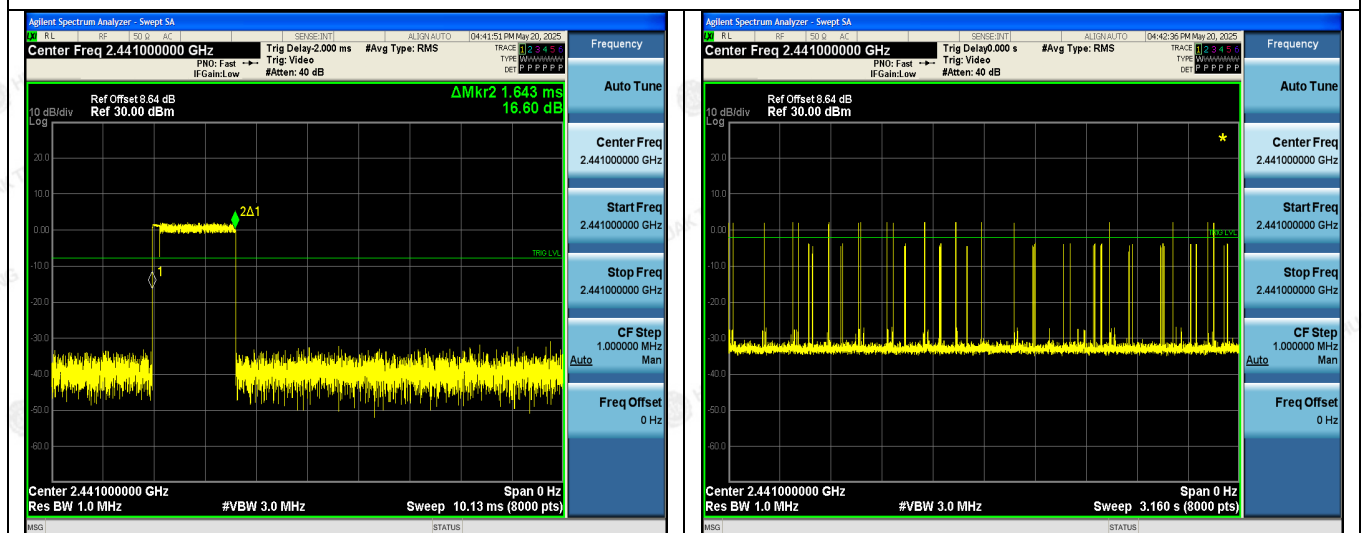 Agilent Spectrum Analyzer - Swept SA
LXI RL RF 50 Ω AC SENSE:INT ALIGN AUTO 04:41:51 PM May 20, 2025
Center Freq 2.441000000 GHz
PNO: Fast
IFGain:Low
Trig Delay-2.000 ms
Trig: Video
#Atten: 40 dB
#Avg Type: RMS
TRACE 1 2 3 4 5 6
TYPE WWWWWW
DET P P P P P P
ΔMkr2 1.643 ms
16.60 dB
Ref Offset 8.64 dB
10 dB/div Ref 30.00 dBm
Log
20.0
10.0
2Δ1
0.00
TRIG LVL
-10.0
1
-20.0
-30.0
-40.0
-50.0
-60.0
Center 2.441000000 GHz Span 0 Hz
Res BW 1.0 MHz #VBW 3.0 MHz Sweep 10.13 ms (8000 pts)
MSG STATUS
Frequency
Auto Tune
Center Freq
2.441000000 GHz
Start Freq
2.441000000 GHz
Stop Freq
2.441000000 GHz
CF Step
1.000000 MHz
Auto Man
Freq Offset
0 Hz
Agilent Spectrum Analyzer - Swept SA
LXI RL RF 50 Ω AC SENSE:INT ALIGN AUTO 04:42:36 PM May 20, 2025
Center Freq 2.441000000 GHz
PNO: Fast
IFGain:Low
Trig Delay0.000 s
Trig: Video
#Atten: 40 dB
#Avg Type: RMS
TRACE 1 2 3 4 5 6
TYPE WWWWWW
DET P P P P P P
Ref Offset 8.64 dB
10 dB/div Ref 30.00 dBm
Log
*
20.0
10.0
0.00
TRIG LVL
-10.0
-20.0
-30.0
-40.0
-50.0
-60.0
Center 2.441000000 GHz Span 0 Hz
Res BW 1.0 MHz #VBW 3.0 MHz Sweep 3.160 s (8000 pts)
MSG STATUS
Frequency
Auto Tune
Center Freq
2.441000000 GHz
Start Freq
2.441000000 GHz
Stop Freq
2.441000000 GHz
CF Step
1.000000 MHz
Auto Man
Freq Offset
0 Hz